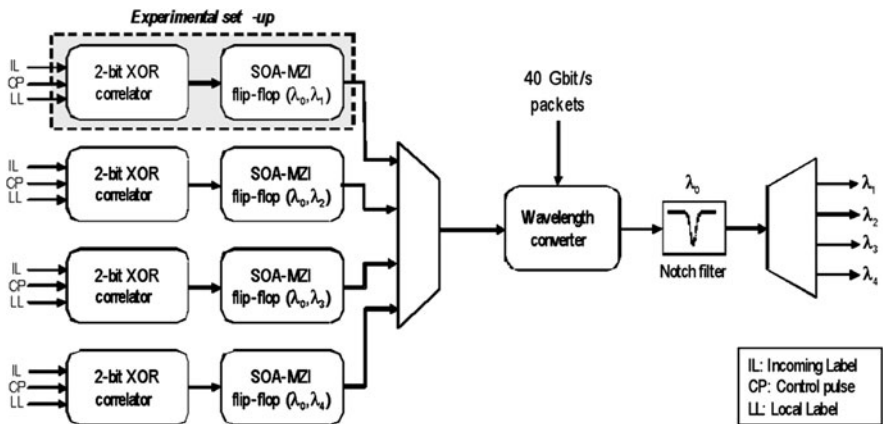 Experimental set -up
IL
CP
LL
2-bit XOR
correlator
SOA-MZI
flip-flop (λ₀,λ₁)
IL
CP
LL
2-bit XOR
correlator
SOA-MZI
flip-flop (λ₀,λ₂)
IL
CP
LL
2-bit XOR
correlator
SOA-MZI
flip-flop (λ₀,λ₃)
IL
CP
LL
2-bit XOR
correlator
SOA-MZI
flip-flop (λ₀,λ₄)
40 Gbit/s
packets
Wavelength
converter
λ₀
Notch filter
λ₁
λ₂
λ₃
λ₄
IL: Incoming Label
CP: Control pulse
LL: Local Label